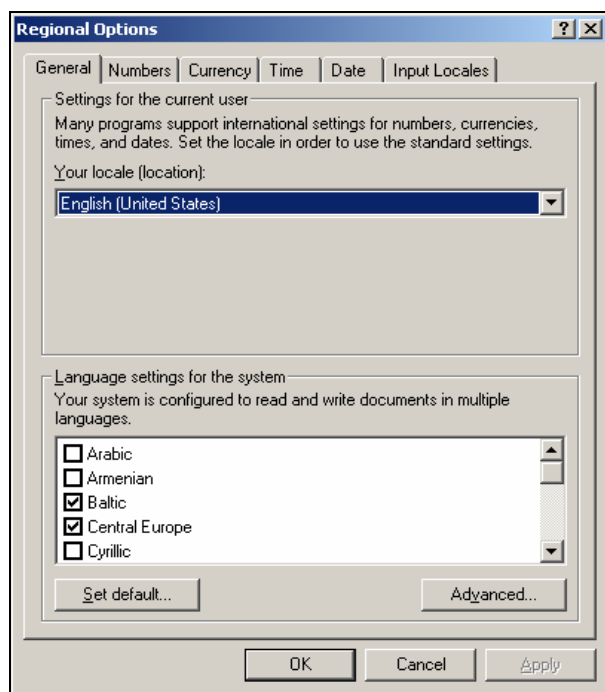 Regional Options
General Numbers Currency Time Date Input Locales
Settings for the current user
Many programs support international settings for numbers, currencies,
times, and dates. Set the locale in order to use the standard settings.
Your locale (location):
English (United States)
Language settings for the system
Your system is configured to read and write documents in multiple
languages.
Arabic
Armenian
Baltic
Central Europe
Cyrillic
Set default... Advanced...
OK Cancel Apply